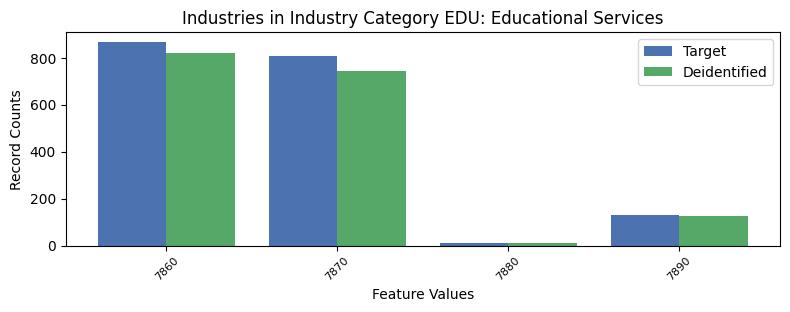 Industries in Industry Category EDU: Educational Services
Target
Deidentified
Record Counts
800
600
400
200
0
7860
7870
7880
7890
Feature Values